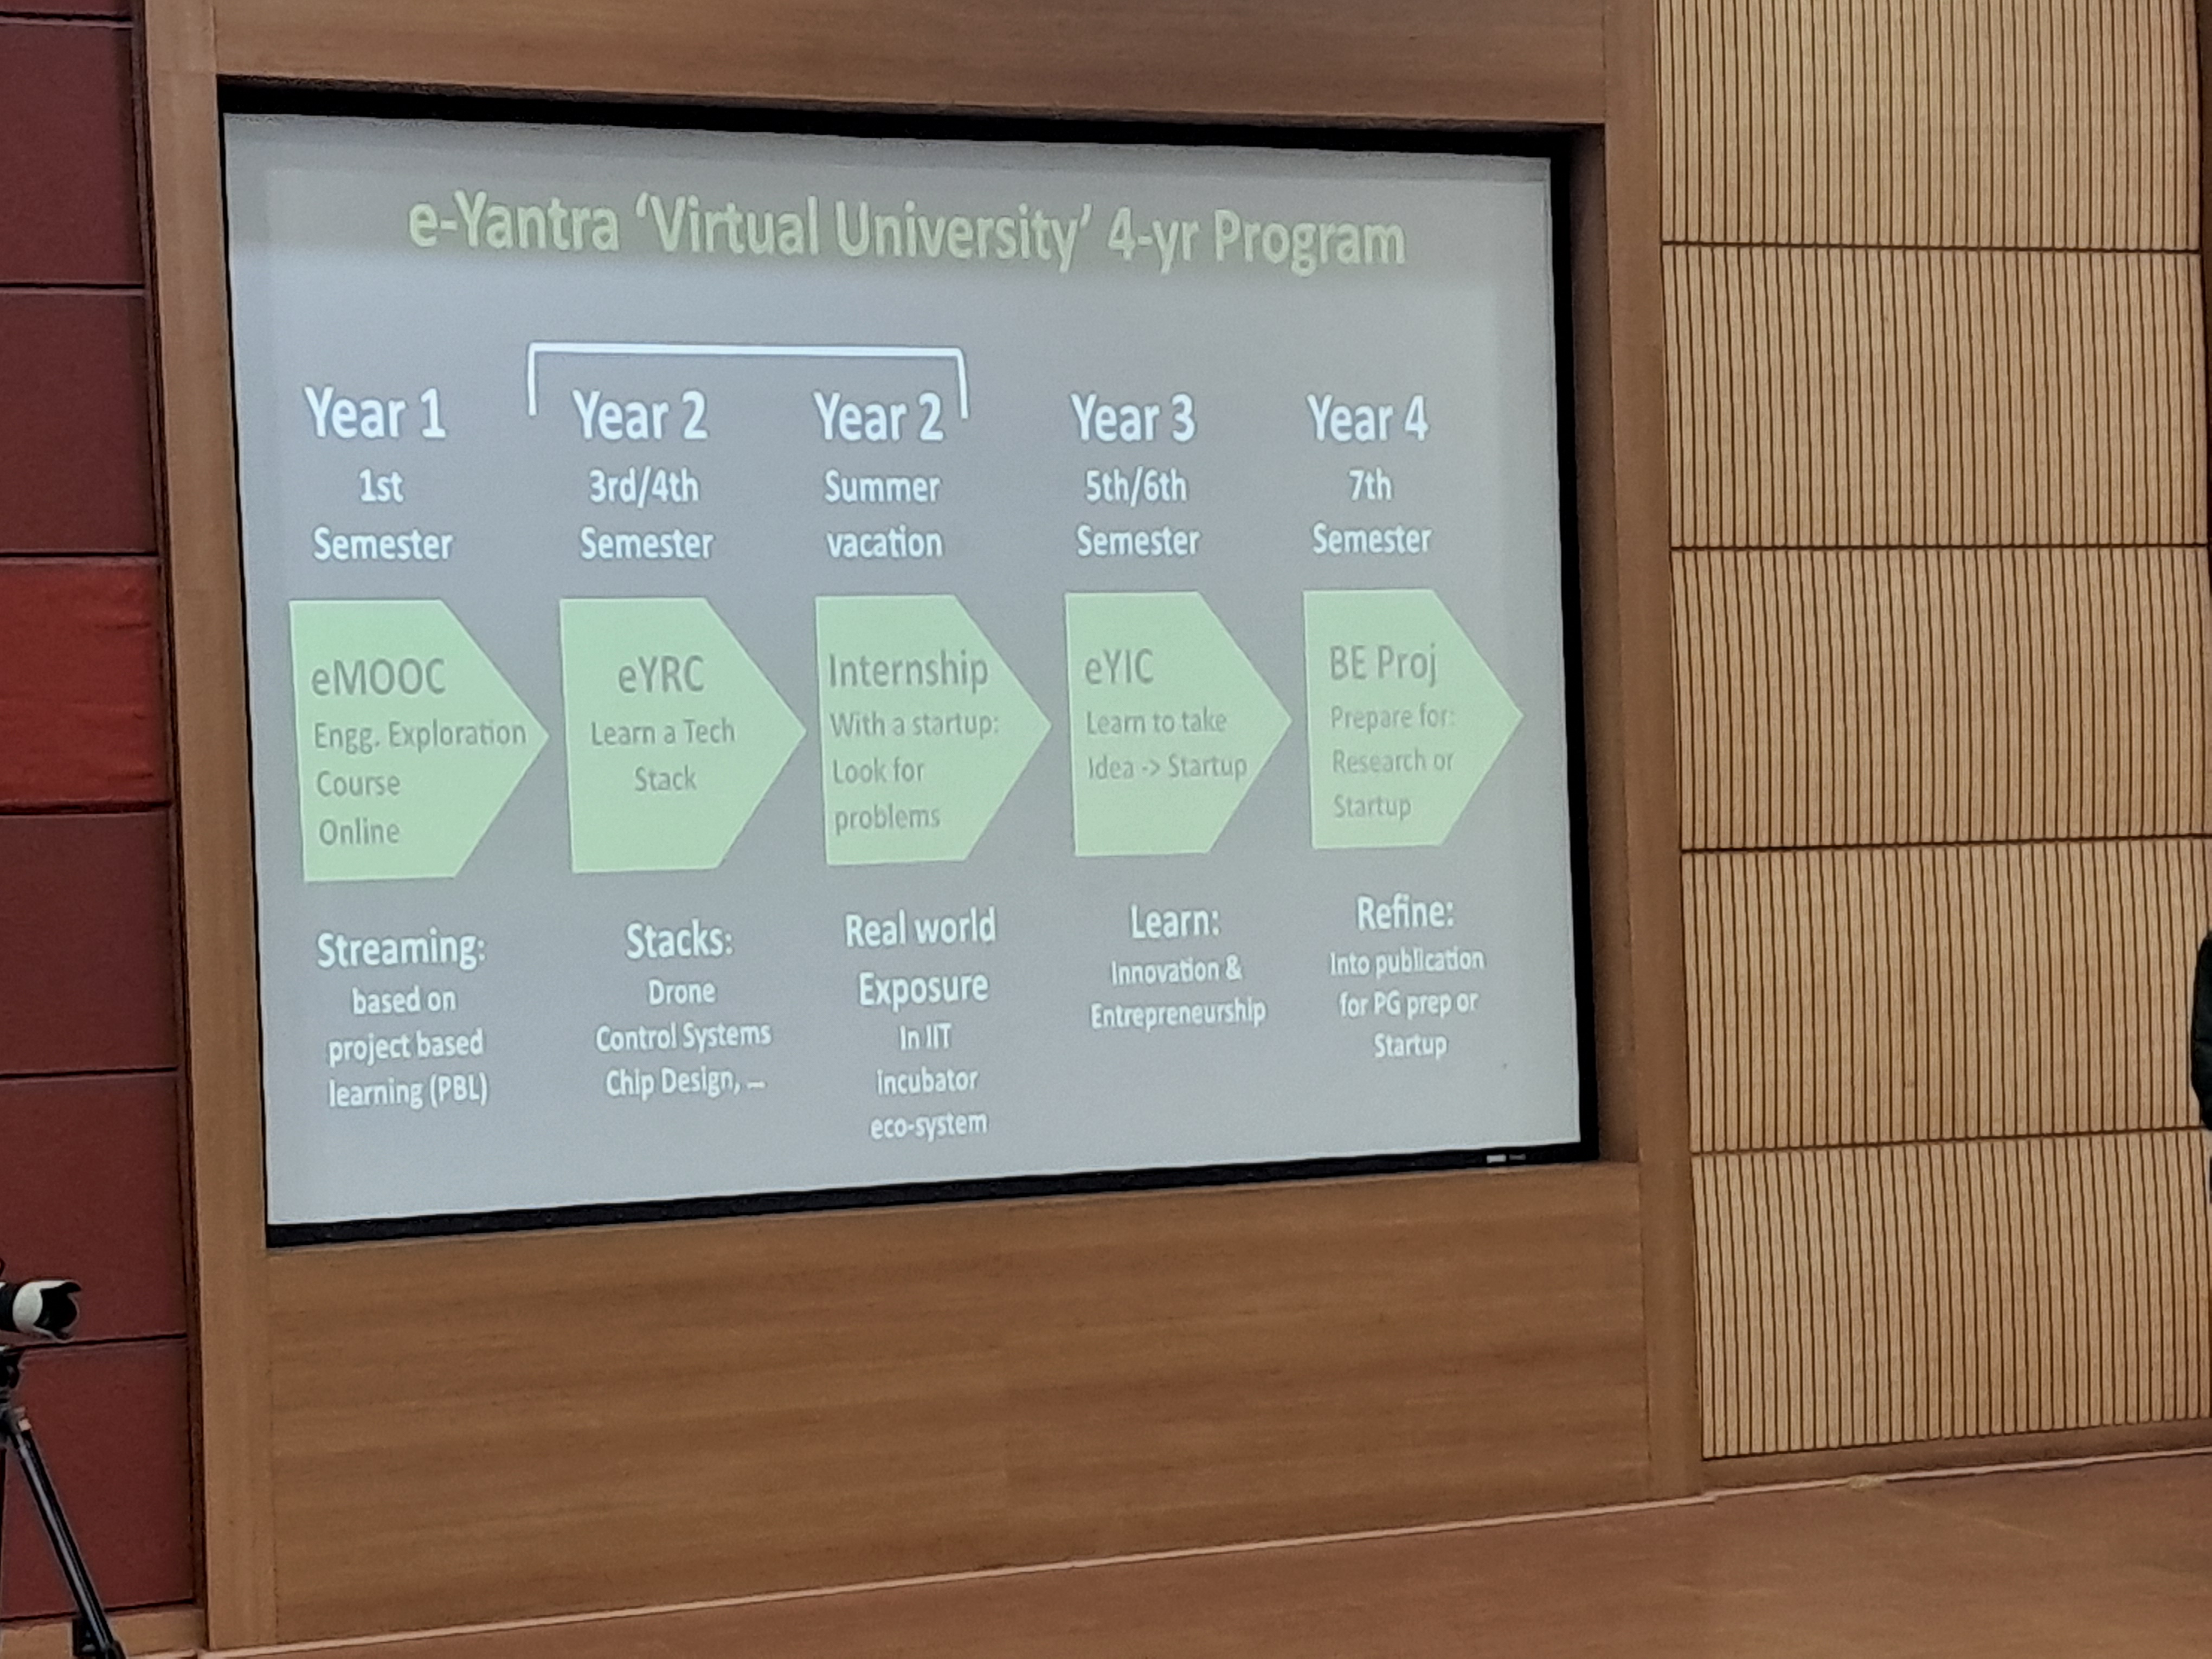 e-Yantra ‘Virtual University’ 4-yr Program
Year 1
1st
Semester
eMOOC
Engg. Exploration
Course
Online
Streaming:
based on
project based
learning (PBL)
Year 2
3rd/4th
Semester
eYRC
Learn a Tech
Stack
Stacks:
Drone
Control Systems
Chip Design, ...
Year 2
Summer
vacation
Internship
With a startup:
Look for
problems
Real world
Exposure
In IIT
incubator
eco-system
Year 3
5th/6th
Semester
eYIC
Learn to take
Idea -> Startup
Learn:
Innovation &
Entrepreneurship
Year 4
7th
Semester
BE Proj
Prepare for:
Research or
Startup
Refine:
Into publication
for PG prep or
Startup